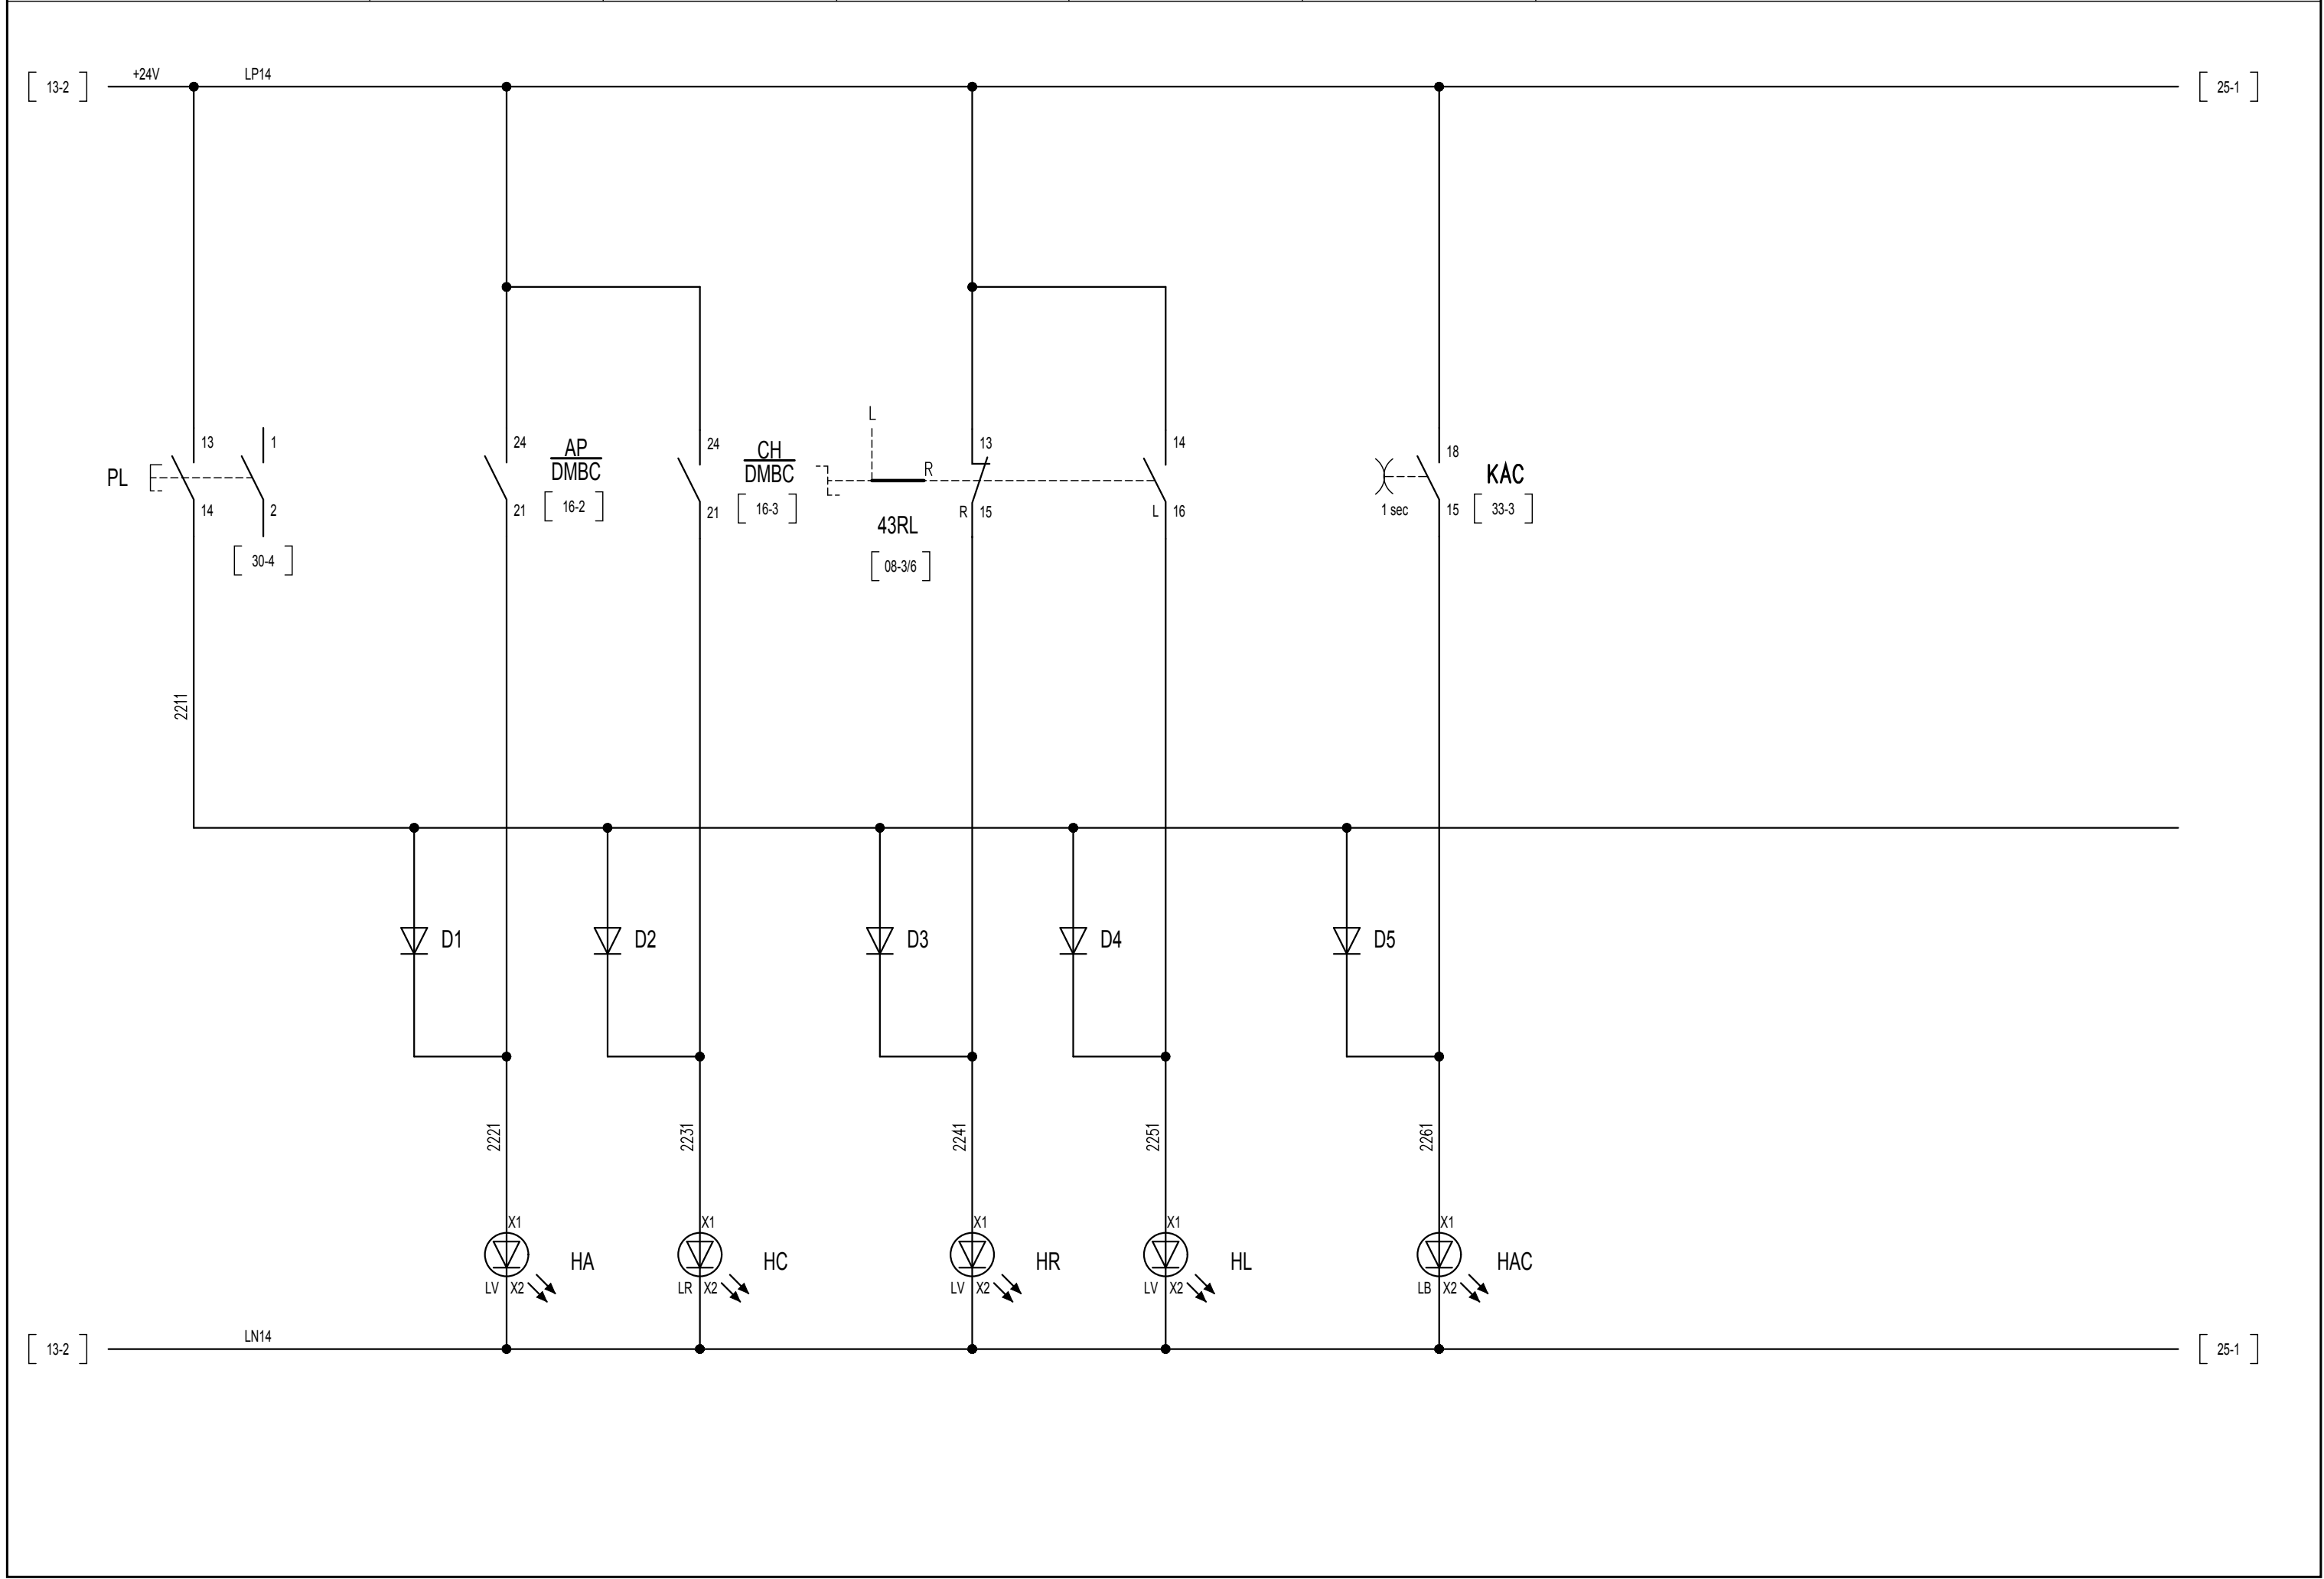 +24V
LP14
[ 13-2 ]
[ 25-1 ]
L
13
1
24
AP
DMBC
24
CH
DMBC
13
14
18
PL
R
KAC
14
2
21
[ 16-2 ]
21
[ 16-3 ]
43RL
R
15
L
16
1 sec
15
[ 33-3 ]
[ 30-4 ]
[ 08-3/6 ]
2211
D1
D2
D3
D4
D5
2221
2231
2241
2251
2261
X1
X1
X1
X1
X1
HA
HC
HR
HL
HAC
LV
X2
LR
X2
LV
X2
LV
X2
LB
X2
LN14
[ 13-2 ]
[ 25-1 ]